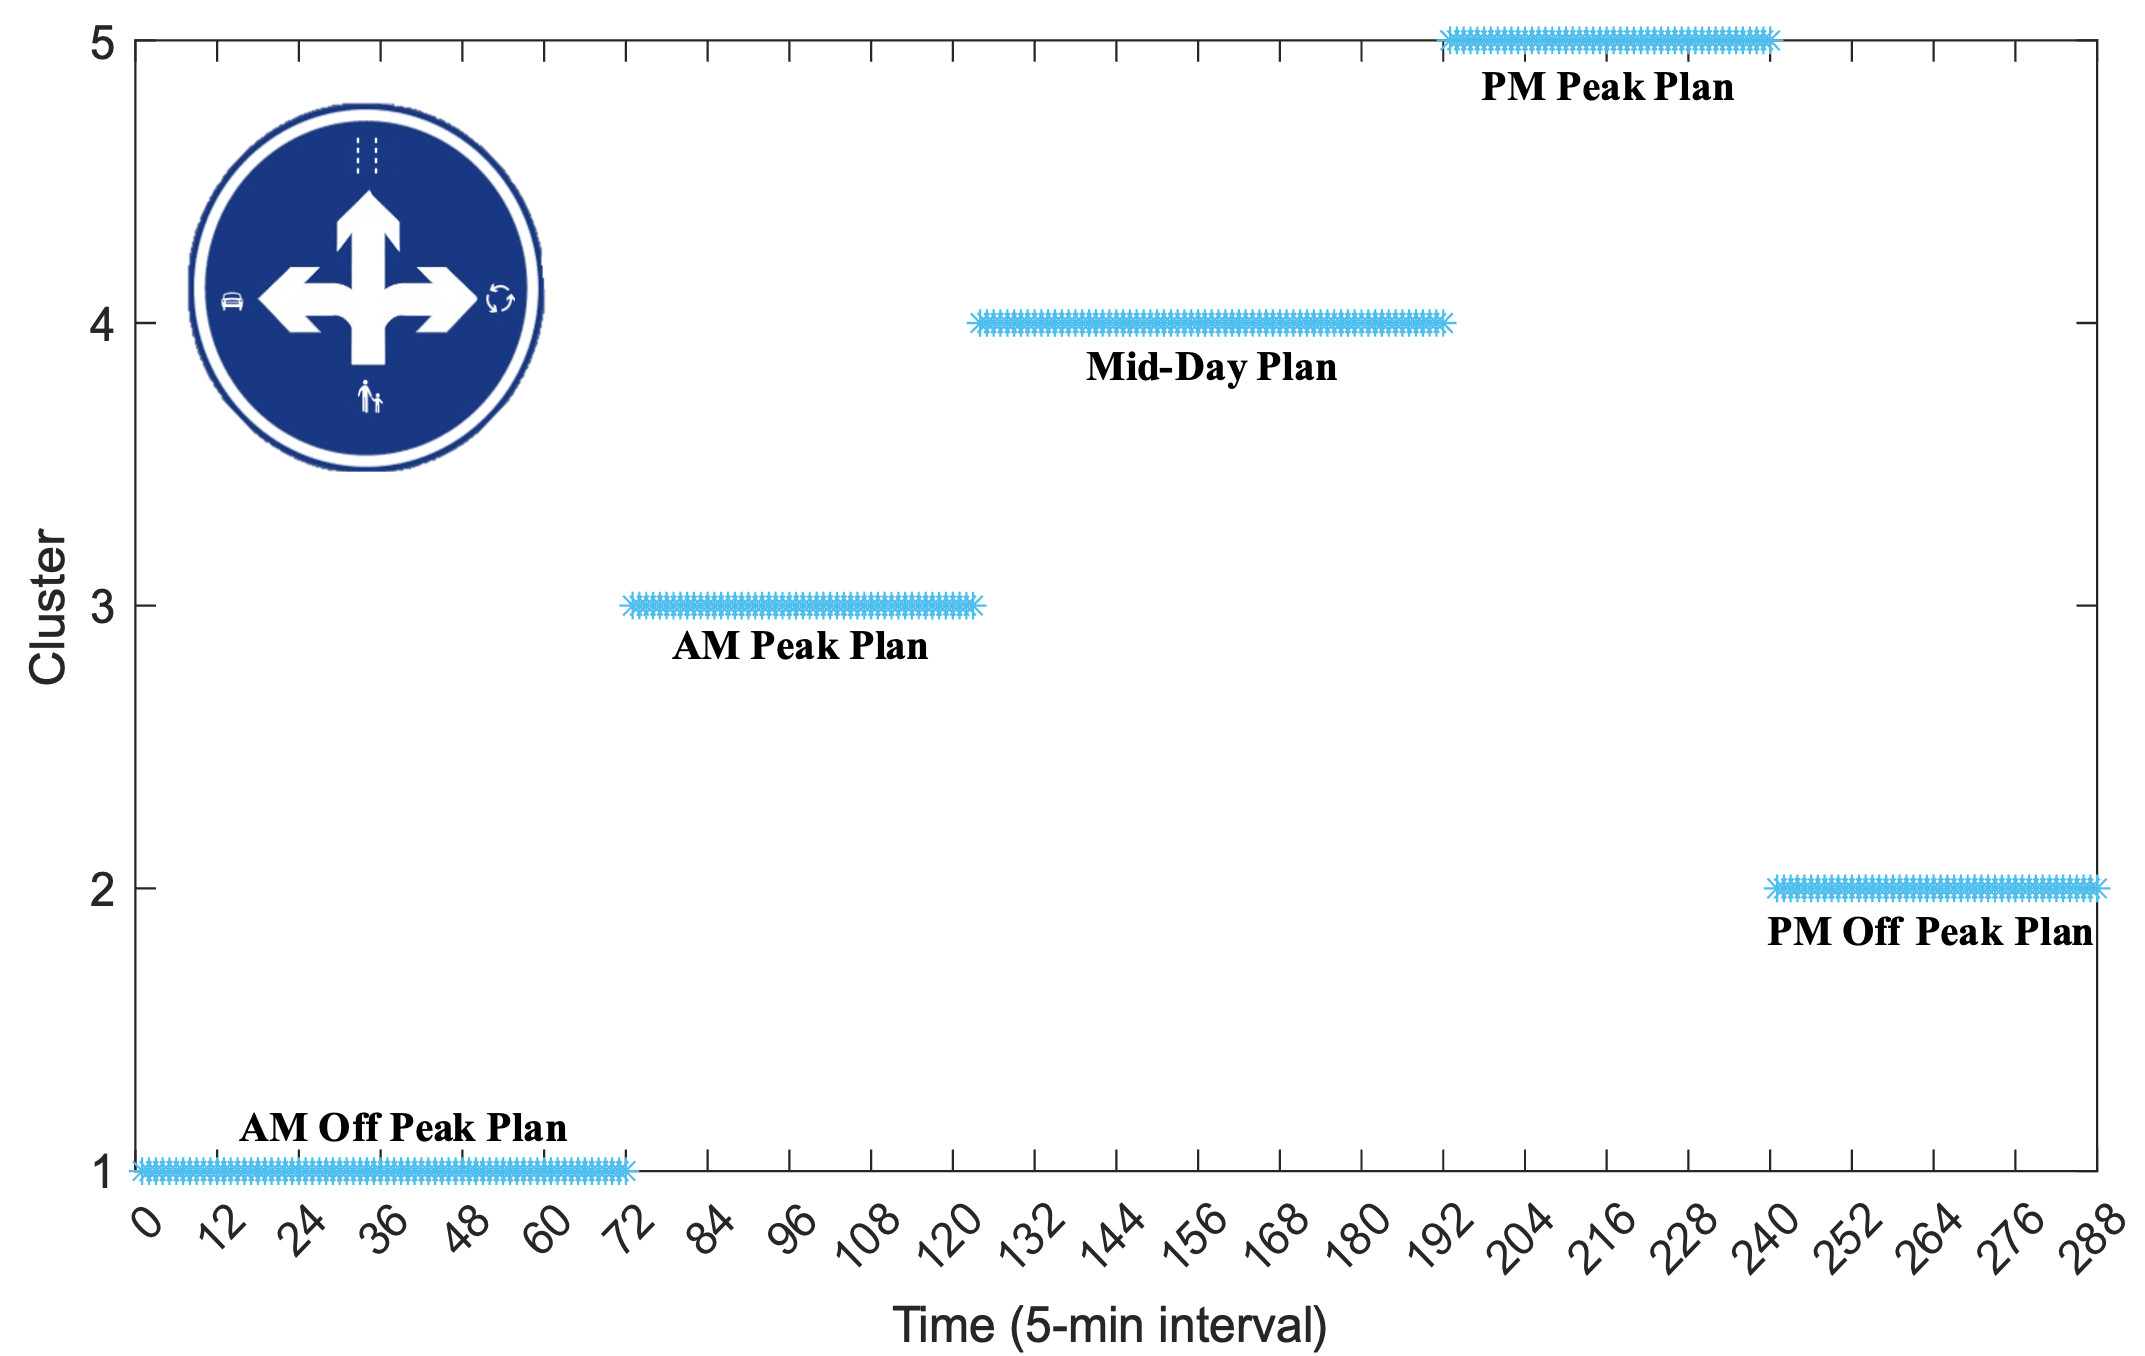 5
PM Peak Plan
4
Mid-Day Plan
Cluster
3
AM Peak Plan
2
PM Off Peak Plan
AM Off Peak Plan
1
0 12 24 36 48 60 72 84 96 108 120 132 144 156 168 180 192 204 216 228 240 252 264 276 288
Time (5-min interval)